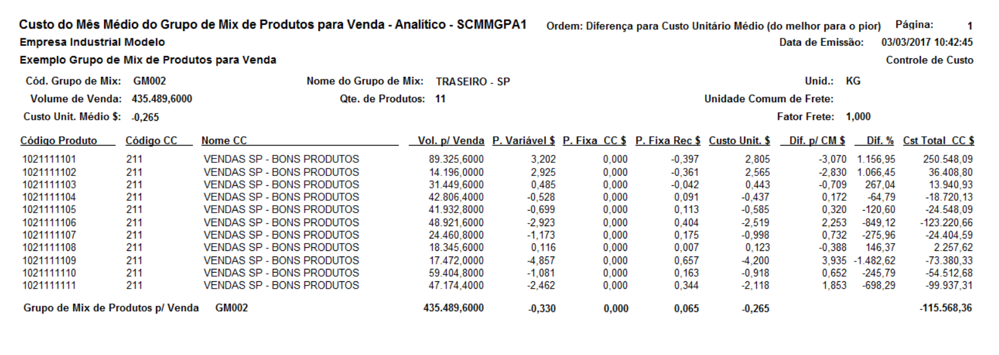 Custo do Mês Médio do Grupo de Mix de Produtos para Venda - Analítico - SCMMGPA1 Ordem: Diferença para Custo Unitário Médio (do melhor para o pior) Página: 1
Empresa Industrial Modelo Data de Emissão: 03/03/2017 10:42:45
Exemplo Grupo de Mix de Produtos para Venda Controle de Custo
Cód. Grupo de Mix: GM002 Nome do Grupo de Mix: TRASEIRO - SP Unid.: KG
Volume de Venda: 435.489,6000 Qte. de Produtos: 11 Unidade Comum de Frete:
Custo Unit. Médio $: -0,265 Fator Frete: 1,000
Código Produto Código CC Nome CC Vol. p/ Venda P. Variável $ P. Fixa CC $ P. Fixa Rec $ Custo Unit. $ Dif. p/ CM $ Dif. % Cst Total CC $
1021111101 211 VENDAS SP - BONS PRODUTOS 89.325,6000 3,202 0,000 -0,397 2,805 -3,070 1.156,95 250.548,09
1021111102 211 VENDAS SP - BONS PRODUTOS 14.196,0000 2,925 0,000 -0,361 2,565 -2,830 1.066,45 36.408,80
1021111103 211 VENDAS SP - BONS PRODUTOS 31.449,6000 0,485 0,000 -0,042 0,443 -0,709 267,04 13.940,93
1021111104 211 VENDAS SP - BONS PRODUTOS 42.806,4000 -0,528 0,000 0,091 -0,437 0,172 -64,79 -18.720,13
1021111105 211 VENDAS SP - BONS PRODUTOS 41.932,8000 -0,699 0,000 0,113 -0,585 0,320 -120,60 -24.548,09
1021111106 211 VENDAS SP - BONS PRODUTOS 48.921,6000 -2,923 0,000 0,404 -2,519 2,253 -849,12 -123.220,66
1021111107 211 VENDAS SP - BONS PRODUTOS 24.460,8000 -1,173 0,000 0,175 -0,998 0,732 -275,96 -24.404,59
1021111108 211 VENDAS SP - BONS PRODUTOS 18.345,6000 0,116 0,000 0,007 0,123 -0,388 146,37 2.257,62
1021111109 211 VENDAS SP - BONS PRODUTOS 17.472,0000 -4,857 0,000 0,657 -4,200 3,935 -1.482,62 -73.380,33
1021111110 211 VENDAS SP - BONS PRODUTOS 59.404,8000 -1,081 0,000 0,163 -0,918 0,652 -245,79 -54.512,68
1021111111 211 VENDAS SP - BONS PRODUTOS 47.174,4000 -2,462 0,000 0,344 -2,118 1,853 -698,29 -99.937,31
Grupo de Mix de Produtos p/ Venda GM002 435.489,6000 -0,330 0,000 0,065 -0,265 -115.568,36